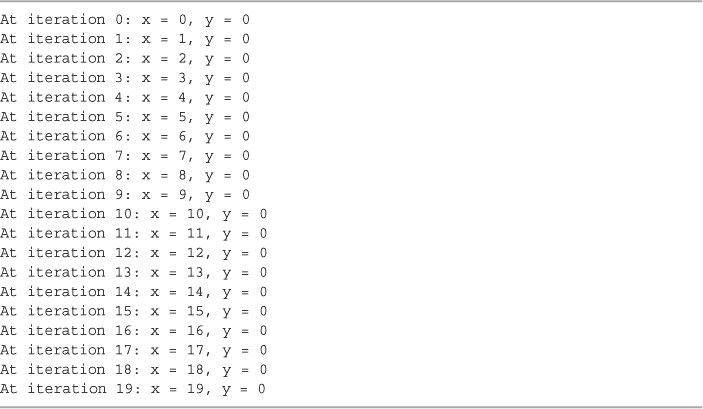 At iteration 0: x = 0, y = 0
At iteration 1: x = 1, y = 0
At iteration 2: x = 2, y = 0
At iteration 3: x = 3, y = 0
At iteration 4: x = 4, y = 0
At iteration 5: x = 5, y = 0
At iteration 6: x = 6, y = 0
At iteration 7: x = 7, y = 0
At iteration 8: x = 8, y = 0
At iteration 9: x = 9, y = 0
At iteration 10: x = 10, y = 0
At iteration 11: x = 11, y = 0
At iteration 12: x = 12, y = 0
At iteration 13: x = 13, y = 0
At iteration 14: x = 14, y = 0
At iteration 15: x = 15, y = 0
At iteration 16: x = 16, y = 0
At iteration 17: x = 17, y = 0
At iteration 18: x = 18, y = 0
At iteration 19: x = 19, y = 0